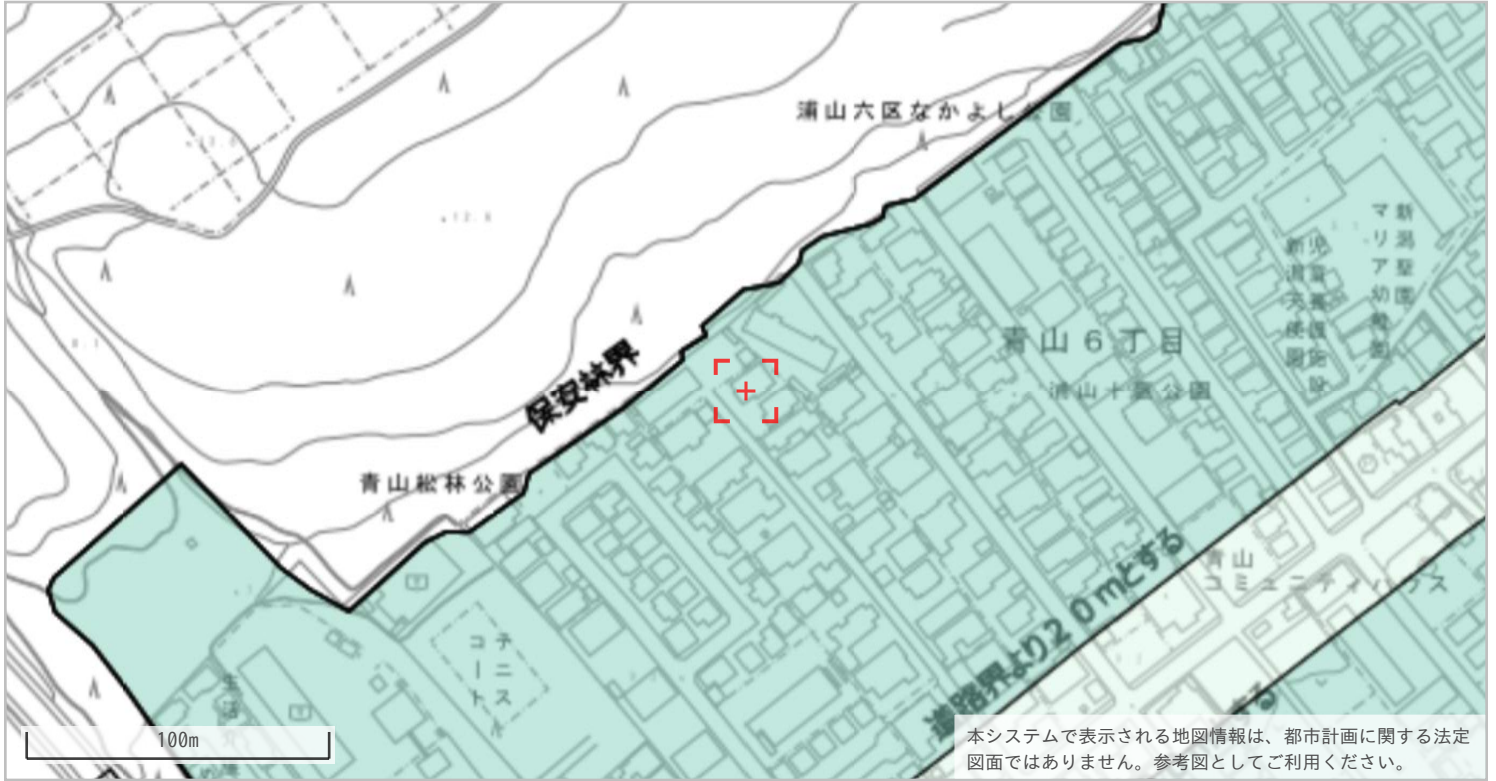 浦山六区なかよし公園
新潟聖園
マリア幼稚園
児童養護施設
新潟天使園
青山6丁目
浦山十区公園
保安林界
青山松林公園
テニス
コート
道路界より20mとする
青山
コミュニティハウス
する
100m
本システムで表示される地図情報は、都市計画に関する法定
図面ではありません。参考図としてご利用ください。